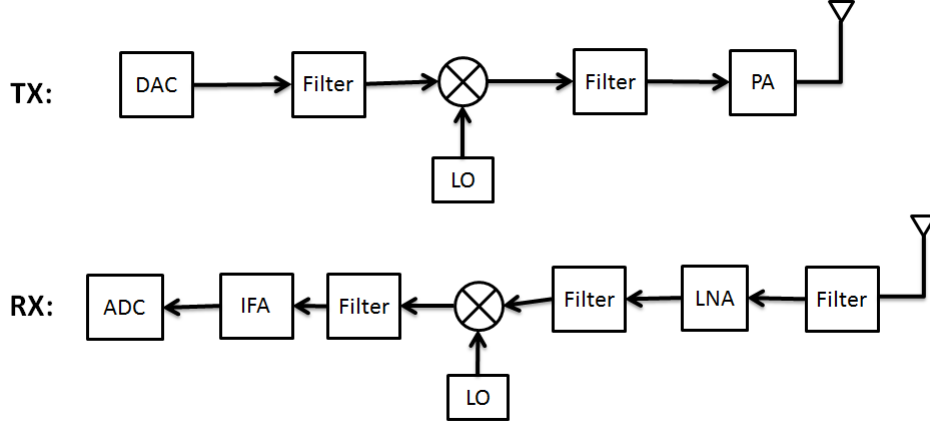 TX:
DAC
Filter
Filter
PA
LO
RX:
ADC
IFA
Filter
Filter
LNA
Filter
LO